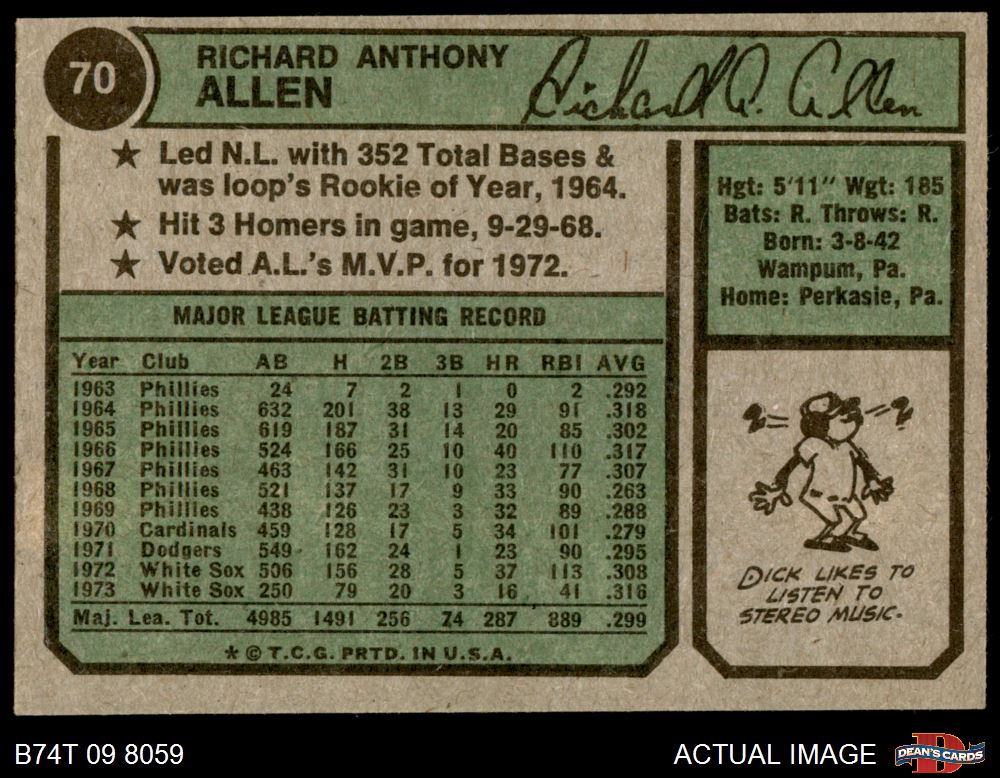 70
RICHARD ANTHONY
ALLEN
Richard A. Allen
★ Led N.L. with 352 Total Bases &
was loop's Rookie of Year, 1964.
★ Hit 3 Homers in game, 9-29-68.
★ Voted A.L.'s M.V.P. for 1972.
Hgt: 5'11" Wgt: 185
Bats: R. Throws: R.
Born: 3-8-42
Wampum, Pa.
Home: Perkasie, Pa.
MAJOR LEAGUE BATTING RECORD
Year Club AB H 2B 3B HR RBI AVG
1963 Phillies 24 7 2 1 0 2 .292
1964 Phillies 632 201 38 13 29 91 .318
1965 Phillies 619 187 31 14 20 85 .302
1966 Phillies 524 166 25 10 40 110 .317
1967 Phillies 463 142 31 10 23 77 .307
1968 Phillies 521 137 17 9 33 90 .263
1969 Phillies 438 126 23 3 32 89 .288
1970 Cardinals 459 128 17 5 34 101 .279
1971 Dodgers 549 162 24 1 23 90 .295
1972 White Sox 506 156 28 5 37 113 .308
1973 White Sox 250 79 20 3 16 41 .316
Maj. Lea. Tot. 4985 1491 256 74 287 889 .299
* © T.C.G. PRTD. IN U.S.A.
DICK LIKES TO
LISTEN TO
STEREO MUSIC.
B74T 09 8059
ACTUAL IMAGE
DEAN'S CARDS